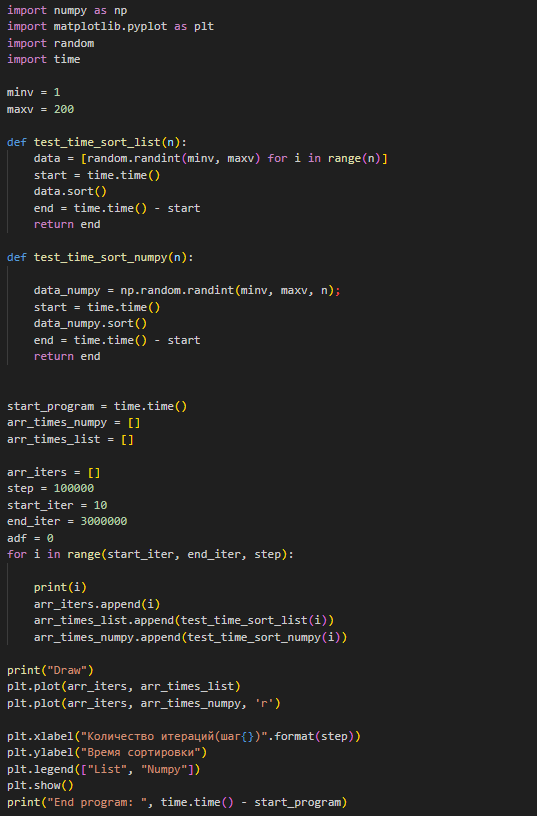 import numpy as np
import matplotlib.pyplot as plt
import random
import time
minv = 1
maxv = 200
def test_time_sort_list(n):
data = [random.randint(minv, maxv) for i in range(n)]
start = time.time()
data.sort()
end = time.time() - start
return end
def test_time_sort_numpy(n):
data_numpy = np.random.randint(minv, maxv, n);
start = time.time()
data_numpy.sort()
end = time.time() - start
return end
start_program = time.time()
arr_times_numpy = []
arr_times_list = []
arr_iters = []
step = 100000
start_iter = 10
end_iter = 3000000
adf = 0
for i in range(start_iter, end_iter, step):
print(i)
arr_iters.append(i)
arr_times_list.append(test_time_sort_list(i))
arr_times_numpy.append(test_time_sort_numpy(i))
print("Draw")
plt.plot(arr_iters, arr_times_list)
plt.plot(arr_iters, arr_times_numpy, 'r')
plt.xlabel("Количество итераций(шаг{})".format(step))
plt.ylabel("Время сортировки")
plt.legend(["List", "Numpy"])
plt.show()
print("End program: ", time.time() - start_program)